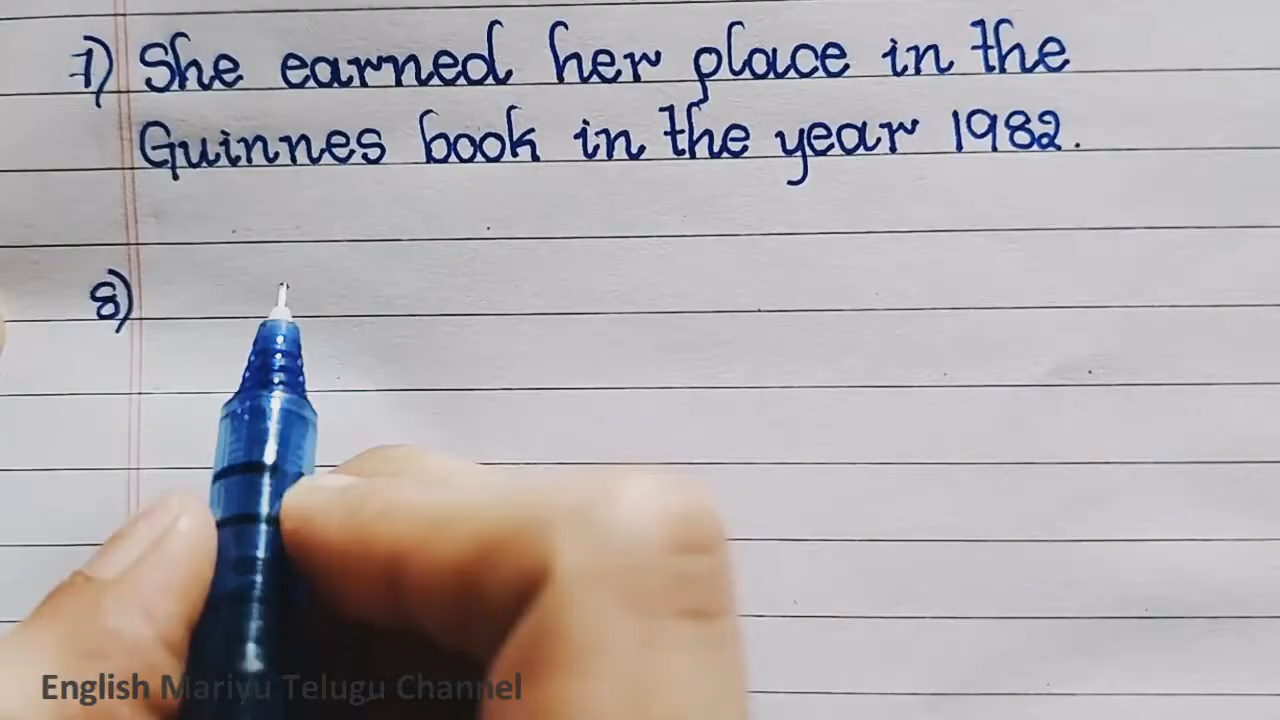 7) She earned her place in the
Guinnes book in the year 1982.
8)
English Mariyu Telugu Channel